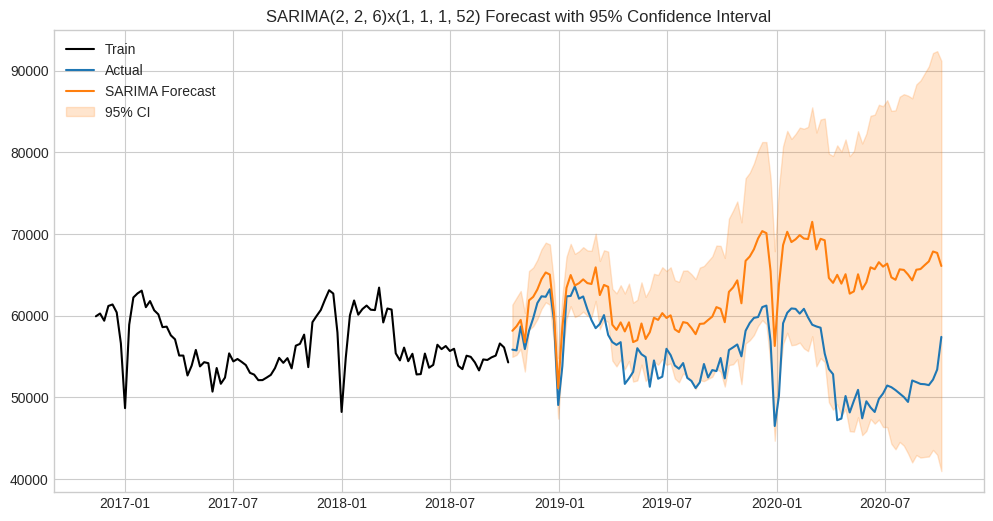 SARIMA(2, 2, 6)x(1, 1, 1, 52) Forecast with 95% Confidence Interval
Train
Actual
SARIMA Forecast
95% CI
90000
80000
70000
60000
50000
40000
2017-01
2017-07
2018-01
2018-07
2019-01
2019-07
2020-01
2020-07